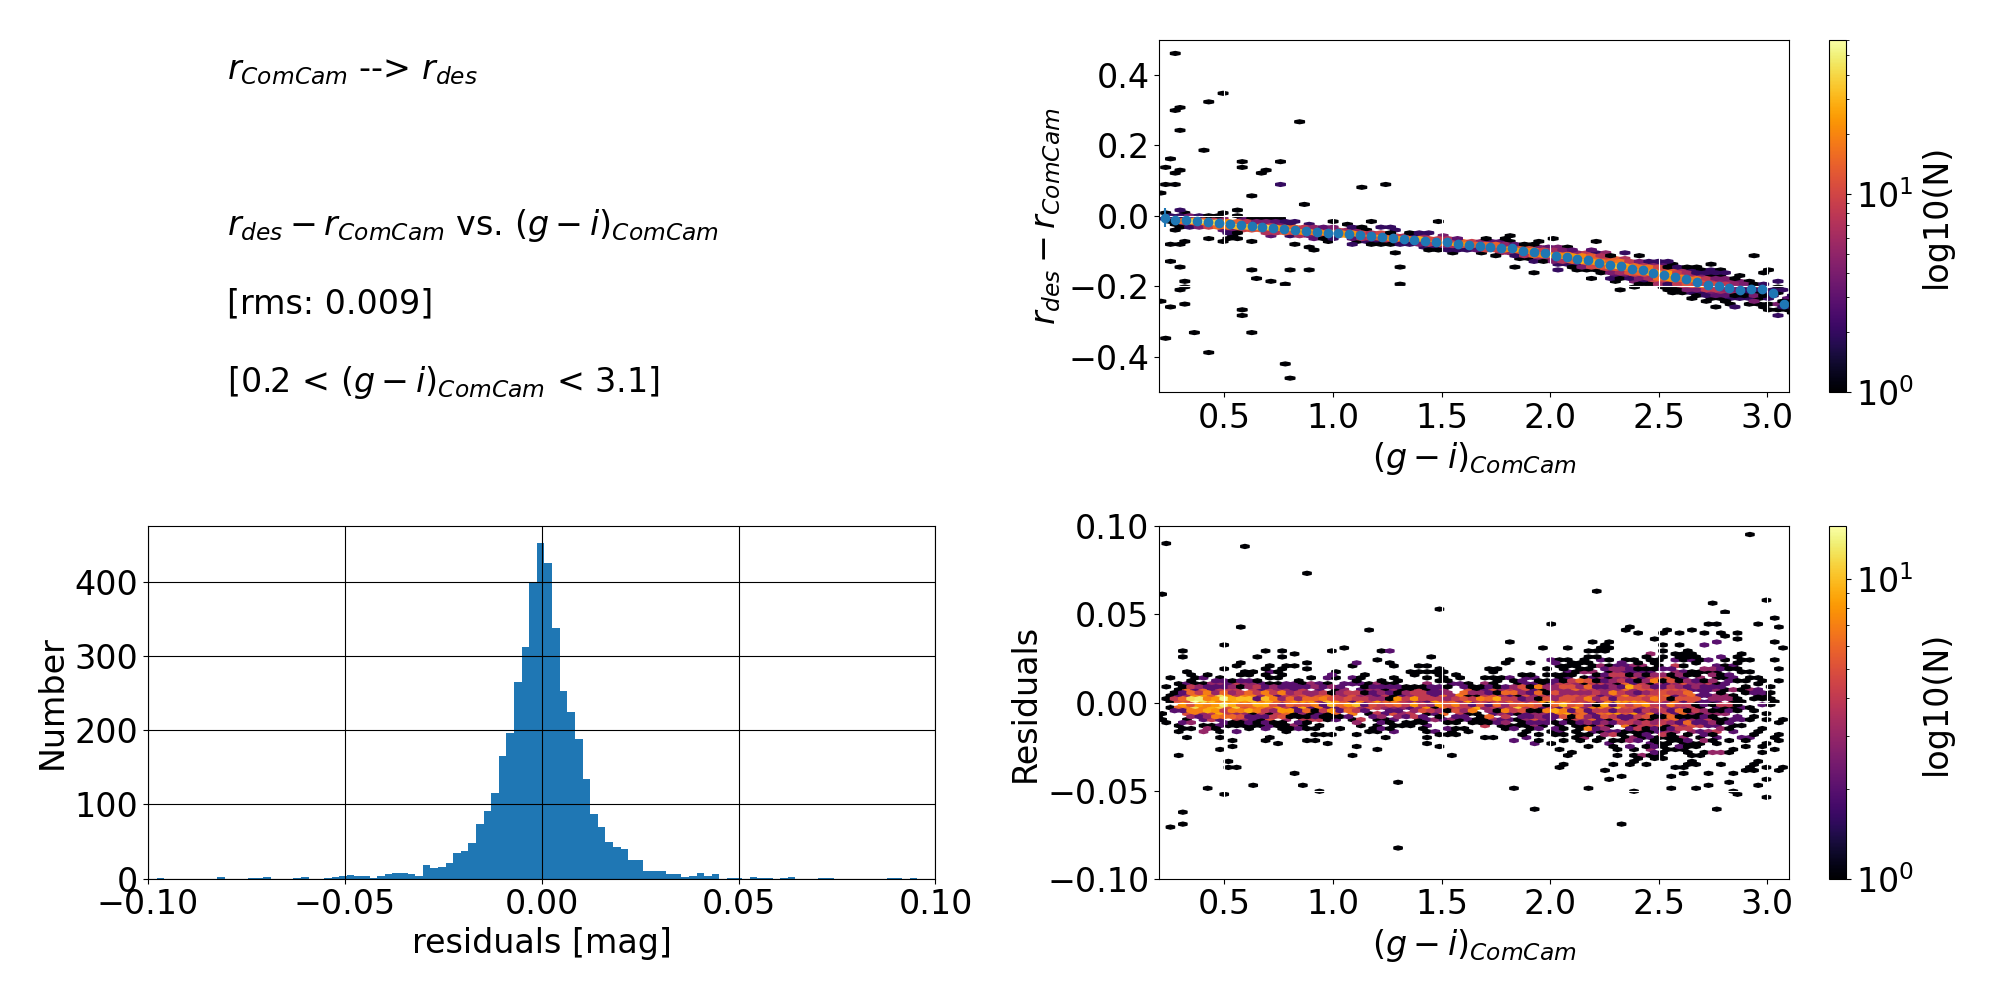 r_ComCam --> r_des
r_des − r_ComCam vs. (g − i)_ComCam
[rms: 0.009]
[0.2 < (g − i)_ComCam < 3.1]
0.4
0.2
0.0
−0.2
−0.4
r_des − r_ComCam
0.5 1.0 1.5 2.0 2.5 3.0
(g − i)_ComCam
10^1
10^0
log10(N)
400
300
200
100
0
Number
−0.10 −0.05 0.00 0.05 0.10
residuals [mag]
0.10
0.05
0.00
−0.05
−0.10
Residuals
0.5 1.0 1.5 2.0 2.5 3.0
(g − i)_ComCam
10^1
10^0
log10(N)